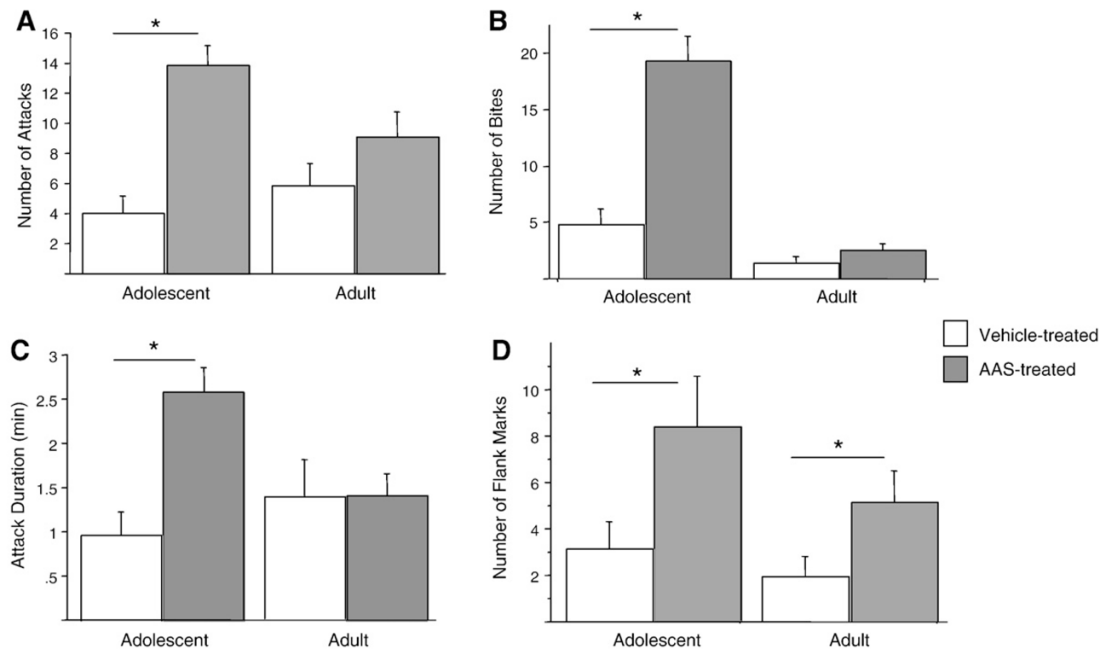 A
*
16
14
12
10
8
6
4
2
Number of Attacks
Adolescent
Adult
B
*
20
15
10
5
Number of Bites
Adolescent
Adult
C
*
3
2.5
2
1.5
1
.5
Attack Duration (min)
Adolescent
Adult
D
*
*
10
8
6
4
2
Number of Flank Marks
Adolescent
Adult
Vehicle-treated
AAS-treated